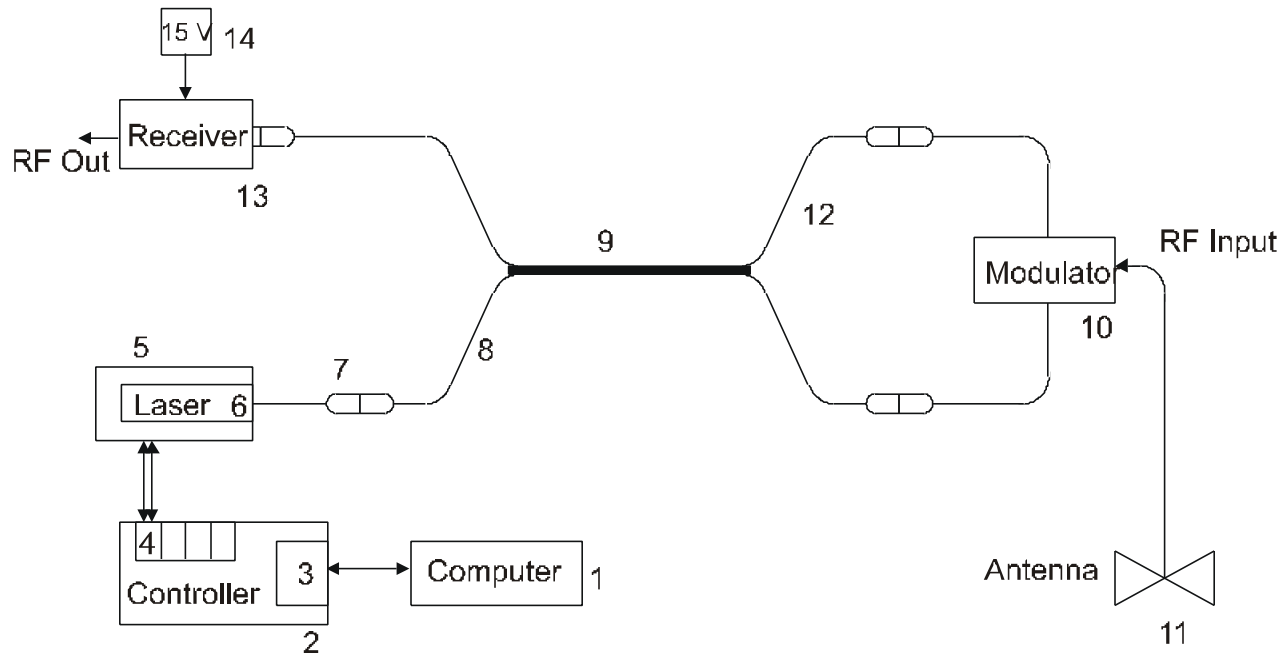 15 V
14
Receiver
RF Out
13
12
9
RF Input
Modulato
10
5
7
8
Laser
6
4
3
Controller
2
Computer
1
Antenna
11